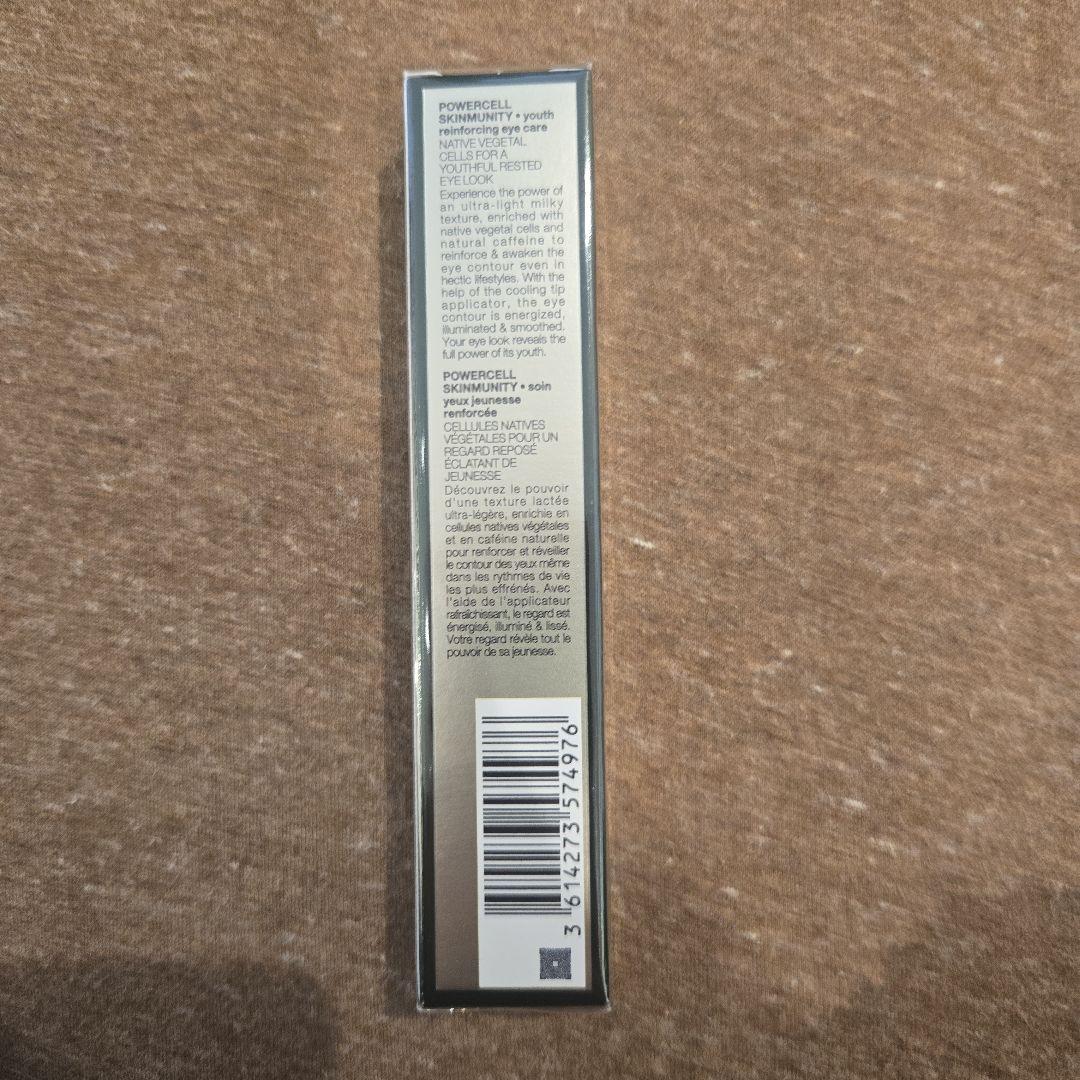 POWERCELL
SKINMUNITY • youth
reinforcing eye care
NATIVE VEGETAL
CELLS FOR A
YOUTHFUL RESTED
EYE LOOK
Experience the power of
an ultra-light milky
texture, enriched with
native vegetal cells and
natural caffeine to
reinforce & awaken the
eye contour even in
hectic lifestyles. With the
help of the cooling tip
applicator, the eye
contour is energized,
illuminated & smoothed.
Your eye look reveals the
full power of its youth.
POWERCELL
SKINMUNITY • soin
yeux jeunesse
renforcée
CELLULES NATIVES
VÉGÉTALES POUR UN
REGARD REPOSÉ
ÉCLATANT DE
JEUNESSE
Découvrez le pouvoir
d'une texture lactée
ultra-légère, enrichie en
cellules natives végétales
et en caféine naturelle
pour renforcer et réveiller
le contour des yeux même
dans les rythmes de vie
les plus effrénés. Avec
l'aide de l'applicateur
rafraîchissant, le regard est
énergisé, illuminé & lissé.
Votre regard révèle tout le
pouvoir de sa jeunesse.
3 614273 574976